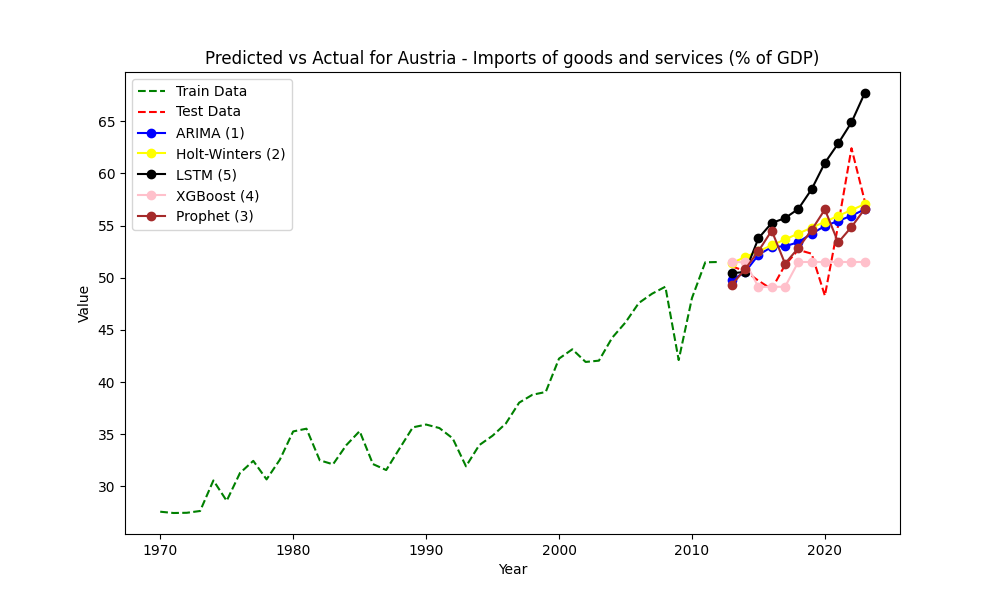 Predicted vs Actual for Austria - Imports of goods and services (% of GDP)
Train Data
Test Data
ARIMA (1)
Holt-Winters (2)
LSTM (5)
XGBoost (4)
Prophet (3)
Value
65
60
55
50
45
40
35
30
1970 1980 1990 2000 2010 2020
Year